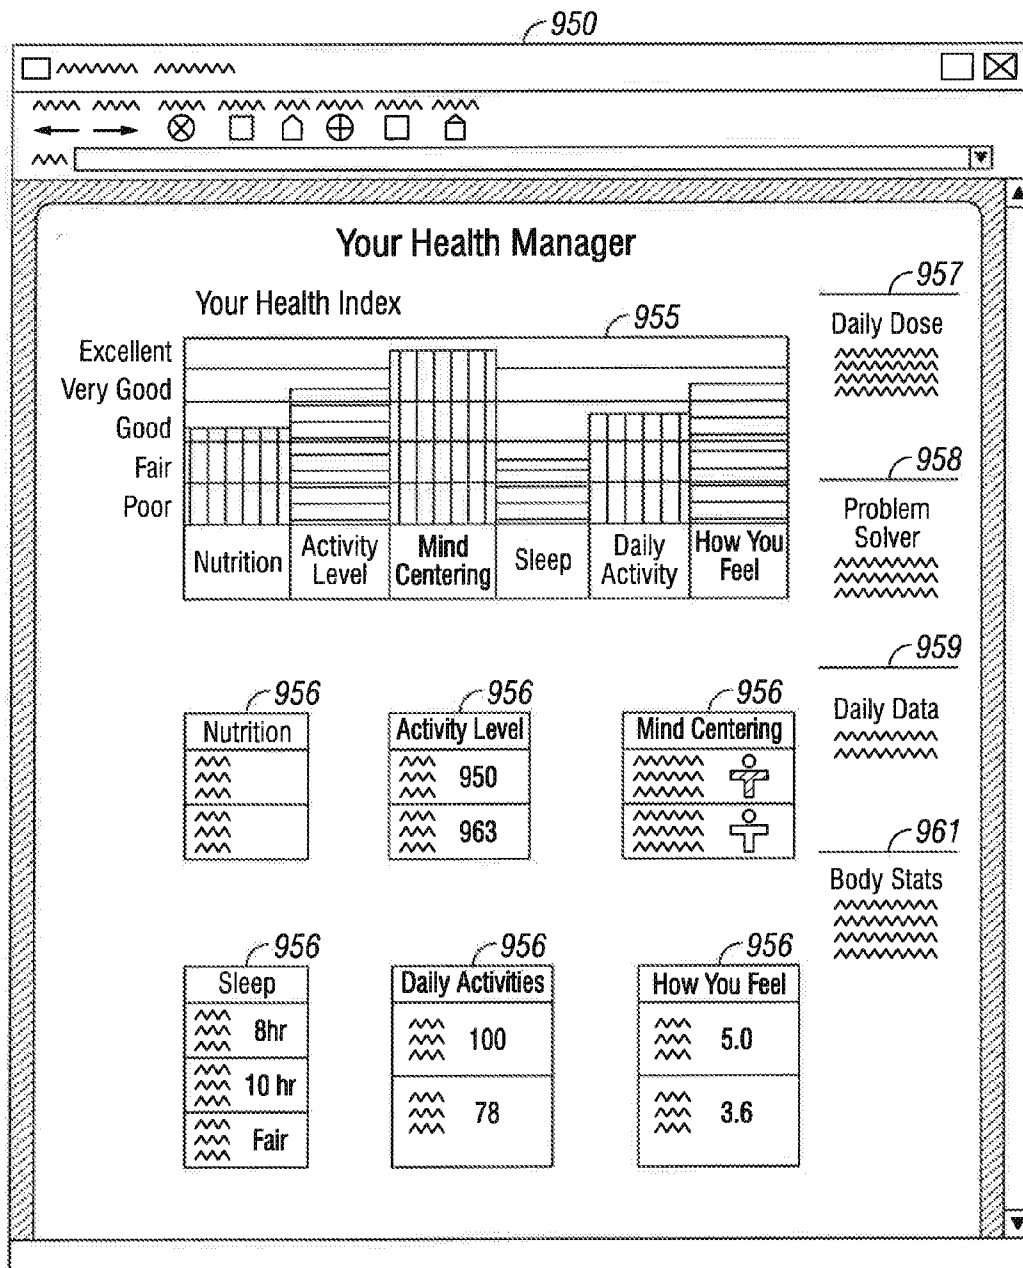 950
Your Health Manager
Your Health Index
955
Excellent
Very Good
Good
Fair
Poor
Nutrition
Activity
Level
Mind
Centering
Sleep
Daily
Activity
How You
Feel
957
Daily Dose
958
Problem
Solver
959
Daily Data
961
Body Stats
956
Nutrition
956
Activity Level
950
963
956
Mind Centering
956
Sleep
8hr
10 hr
Fair
956
Daily Activities
100
78
956
How You Feel
5.0
3.6